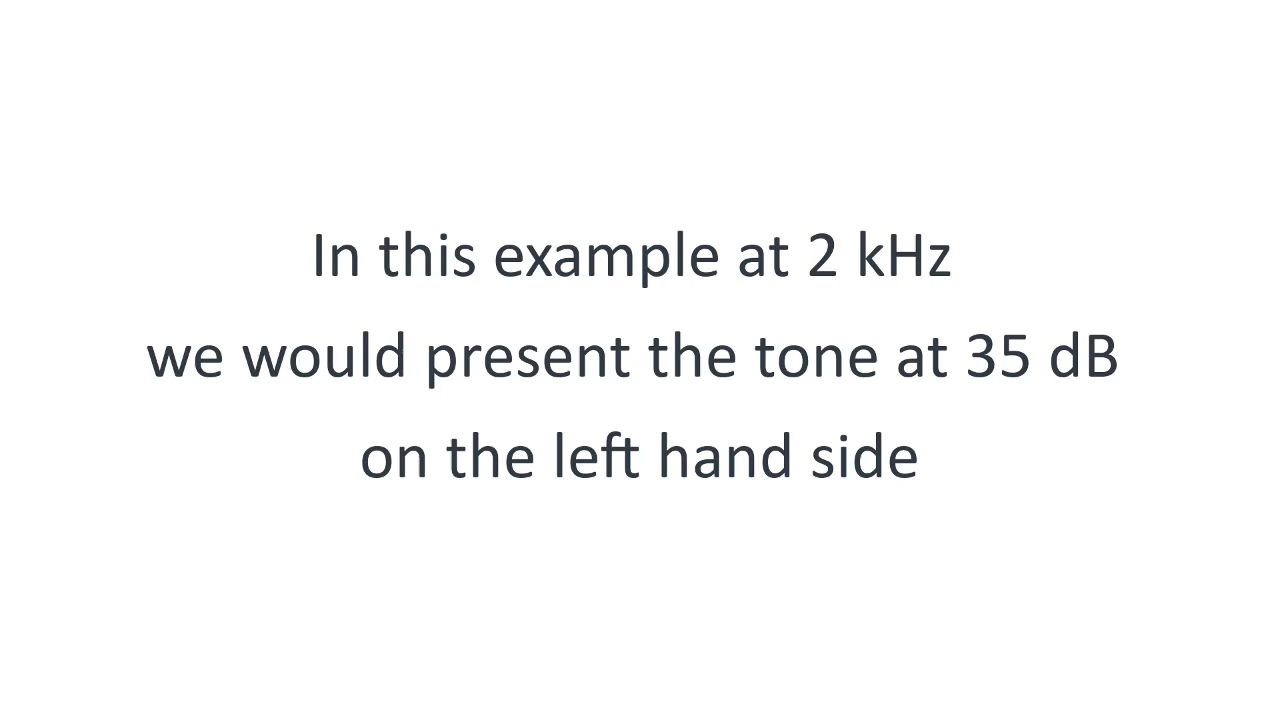 In this example at 2 kHz
we would present the tone at 35 dB
on the left hand side